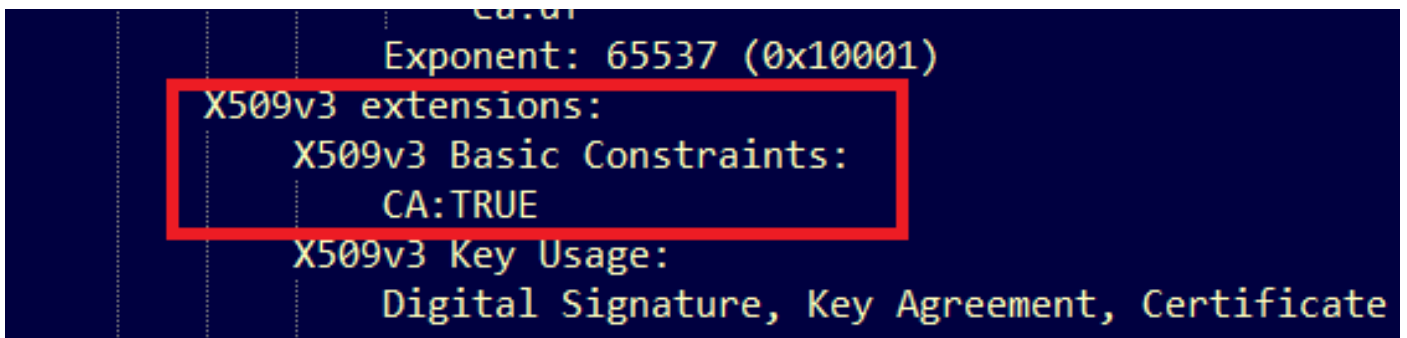 Exponent: 65537 (0x10001)
X509v3 extensions:
X509v3 Basic Constraints:
CA:TRUE
X509v3 Key Usage:
Digital Signature, Key Agreement, Certificate